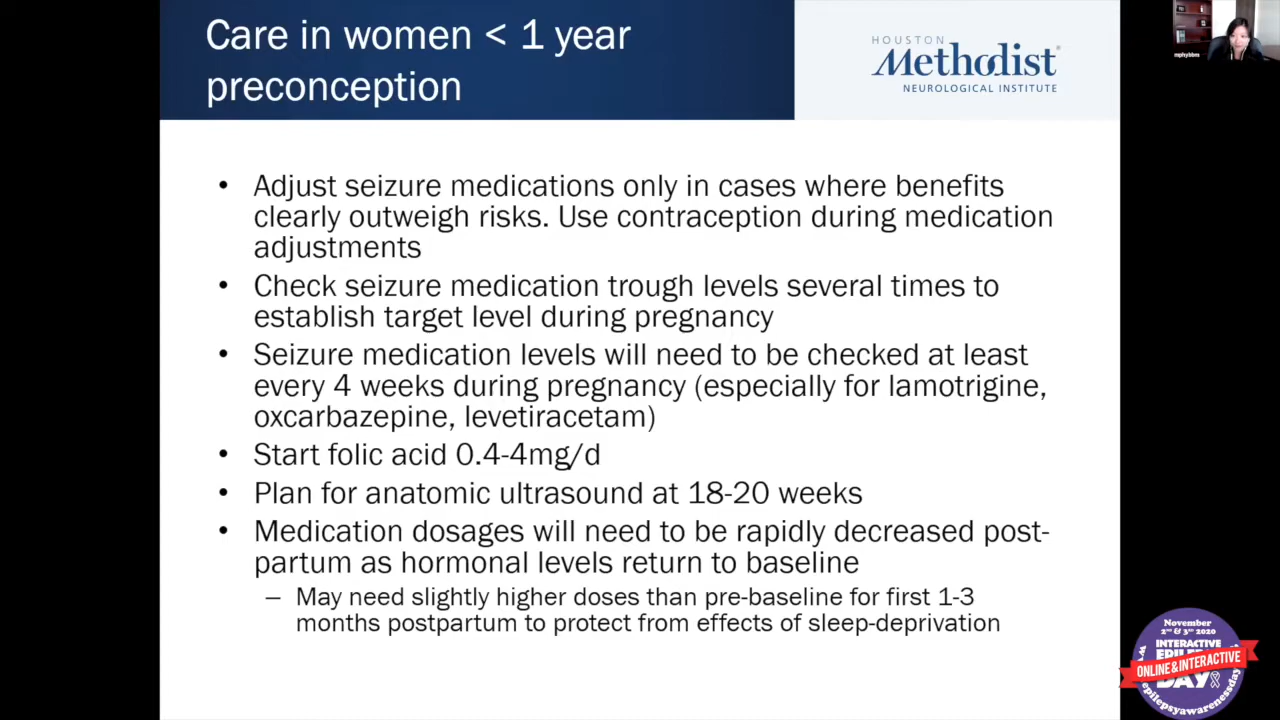 Care in women < 1 year
preconception
HOUSTON
Methodist®
NEUROLOGICAL INSTITUTE
• Adjust seizure medications only in cases where benefits
clearly outweigh risks. Use contraception during medication
adjustments
• Check seizure medication trough levels several times to
establish target level during pregnancy
• Seizure medication levels will need to be checked at least
every 4 weeks during pregnancy (especially for lamotrigine,
oxcarbazepine, levetiracetam)
• Start folic acid 0.4-4mg/d
• Plan for anatomic ultrasound at 18-20 weeks
• Medication dosages will need to be rapidly decreased post-
partum as hormonal levels return to baseline
– May need slightly higher doses than pre-baseline for first 1-3
months postpartum to protect from effects of sleep-deprivation
November
2nd & 3rd 2020
INTERACTIVE
ONLINE & INTERACTIVE
DAY